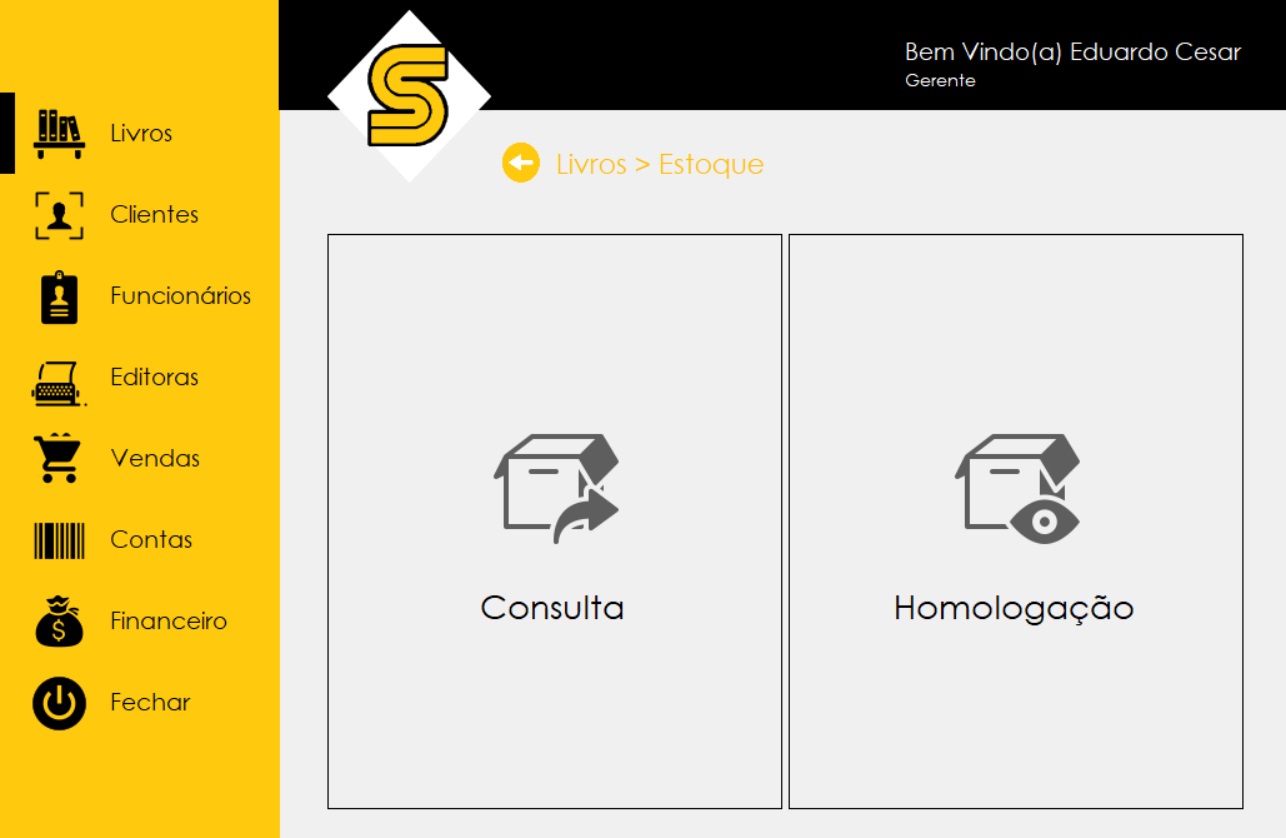 Bem Vindo(a) Eduardo Cesar
Gerente
S
Livros
Clientes
Funcionários
Editoras
Vendas
Contas
Financeiro
Fechar
Livros > Estoque
Consulta
Homologação